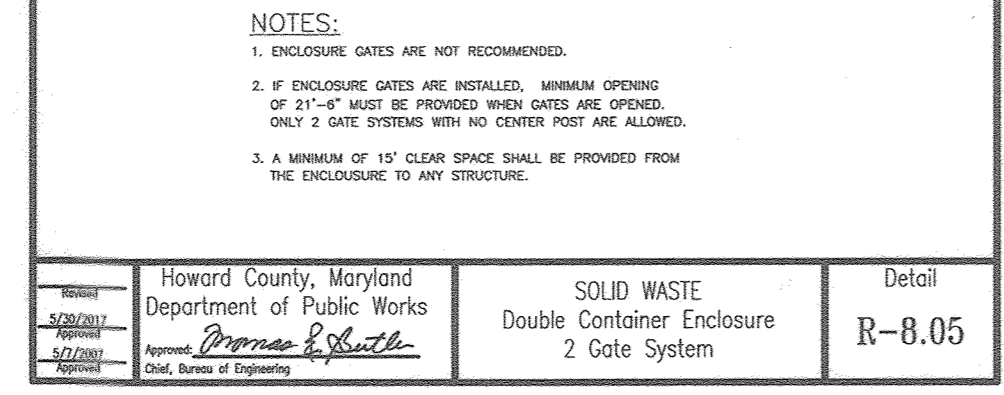 NOTES:
1. ENCLOSURE GATES ARE NOT RECOMMENDED.
2. IF ENCLOSURE GATES ARE INSTALLED, MINIMUM OPENING
OF 21'-6" MUST BE PROVIDED WHEN GATES ARE OPENED.
ONLY 2 GATE SYSTEMS WITH NO CENTER POST ARE ALLOWED.
3. A MINIMUM OF 15' CLEAR SPACE SHALL BE PROVIDED FROM
THE ENCLOUSURE TO ANY STRUCTURE.
Revised
5/30/2017
Approved
5/7/2007
Approved
Howard County, Maryland
Department of Public Works
Approved: Thomas E. Butler
Chief, Bureau of Engineering
SOLID WASTE
Double Container Enclosure
2 Gate System
Detail
R-8.05